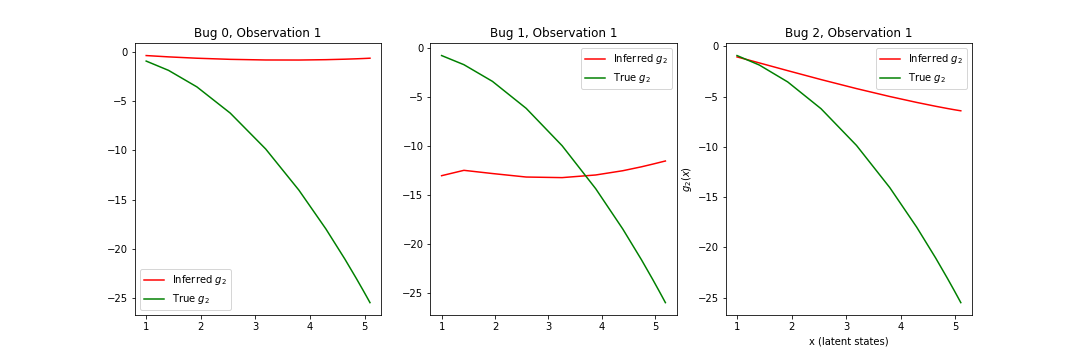 Bug 0, Observation 1
0
−5
−10
−15
−20
−25
Inferred g₂
True g₂
1 2 3 4 5
Bug 1, Observation 1
0
−5
−10
−15
−20
−25
Inferred g₂
True g₂
1 2 3 4 5
Bug 2, Observation 1
g₂(x)
0
−5
−10
−15
−20
−25
Inferred g₂
True g₂
1 2 3 4 5
x (latent states)